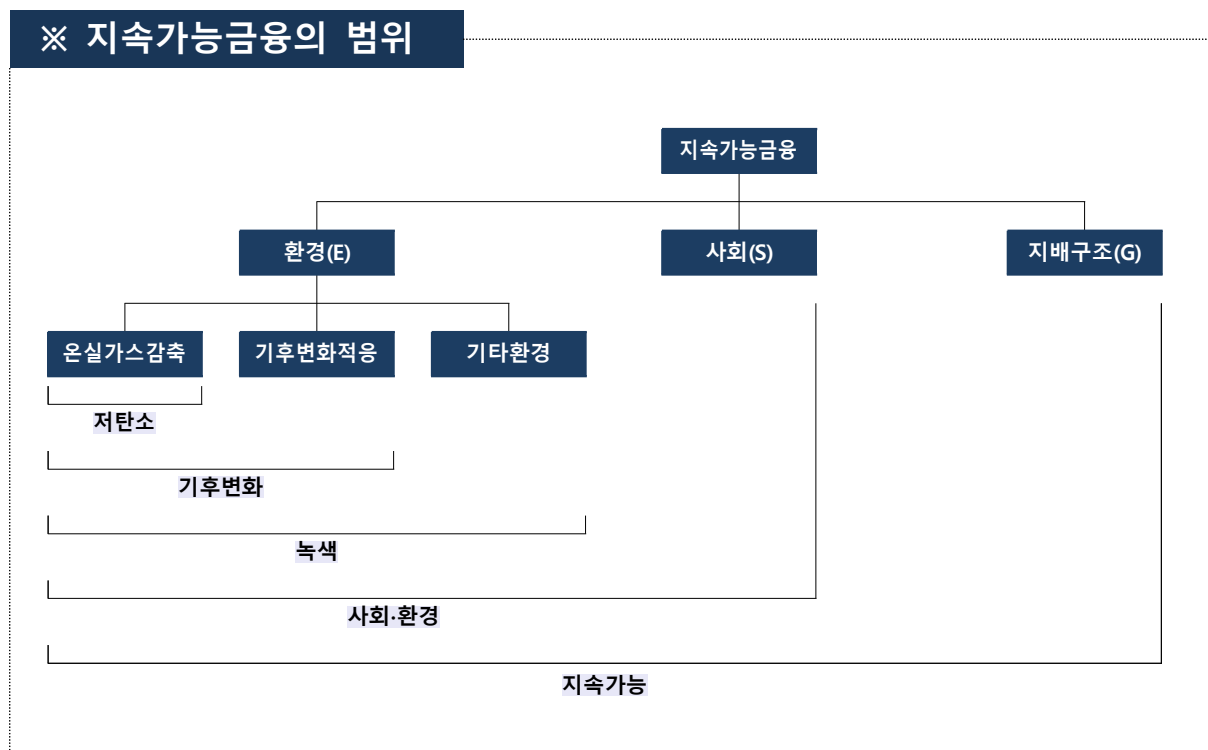 ※ 지속가능금융의 범위
지속가능금융
환경(E)
사회(S)
지배구조(G)
온실가스감축
기후변화적응
기타환경
저탄소
기후변화
녹색
사회·환경
지속가능